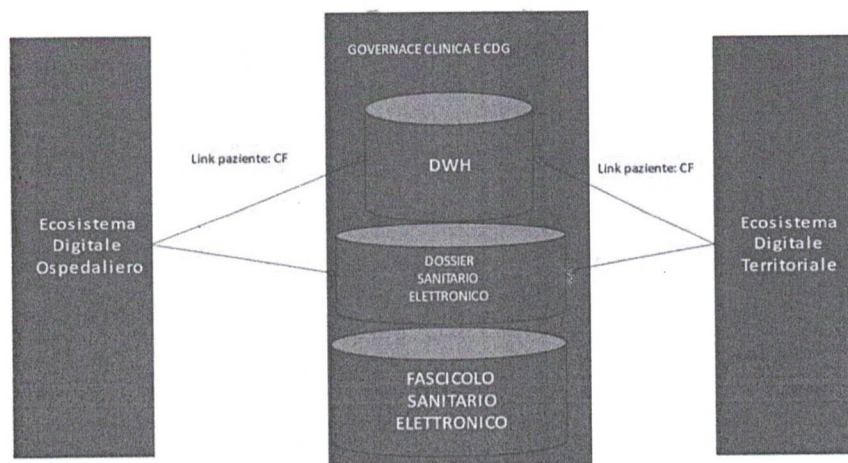 GOVERNACE CLINICA E CDG
Link paziente: CF
DWH
Link paziente: CF
Ecosistema
Digitale
Ospedaliero
DOSSIER
SANITARIO
ELETTRONICO
Ecosistema
Digitale
Territoriale
FASCICOLO
SANITARIO
ELETTRONICO